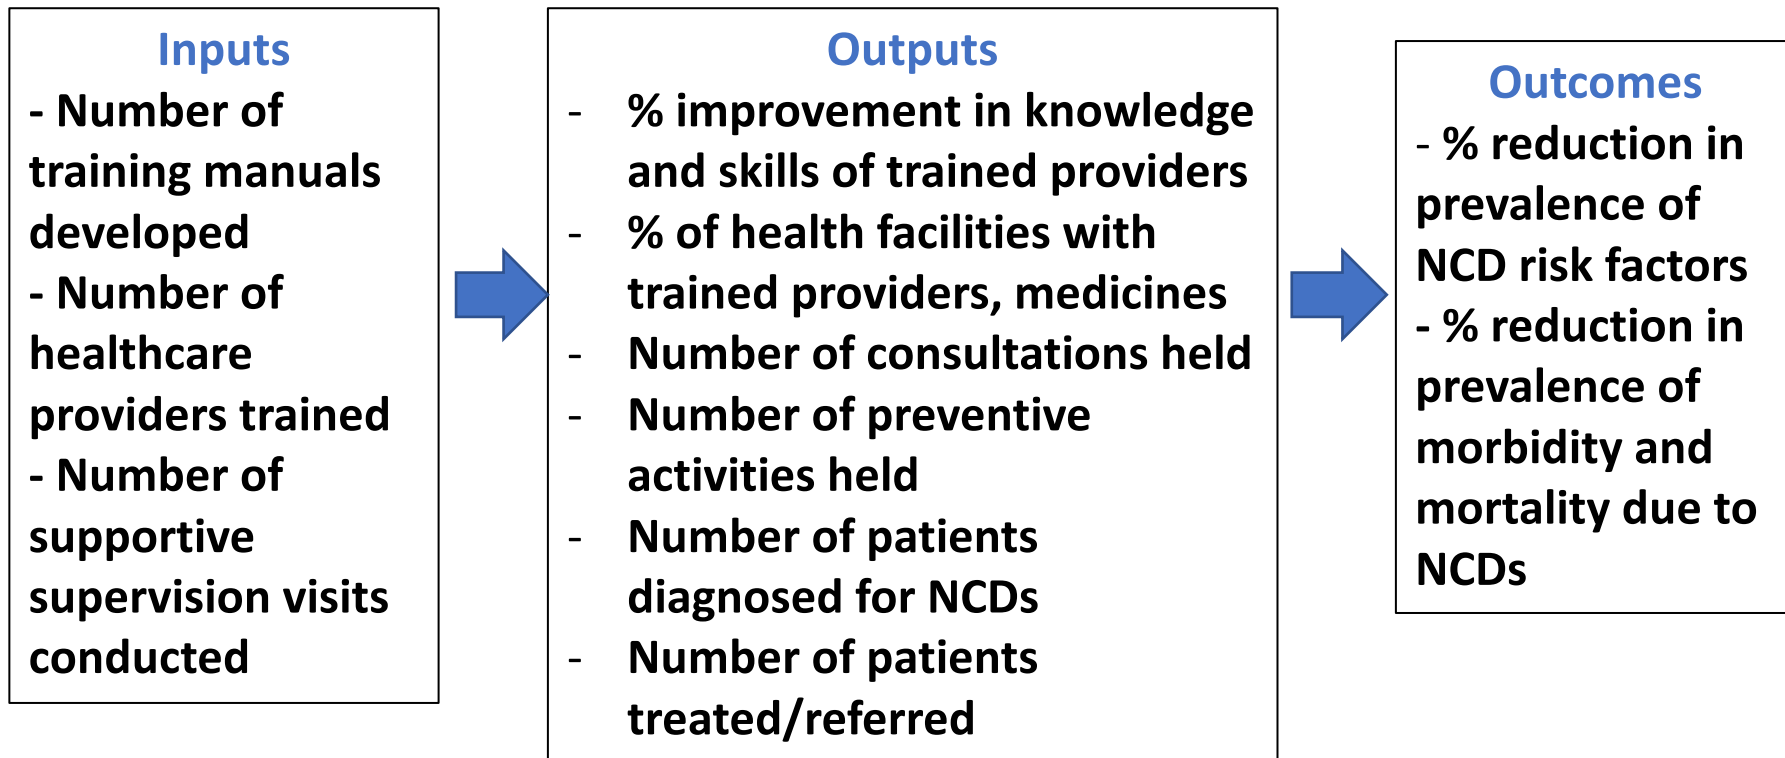 Inputs
- Number of
training manuals
developed
- Number of
healthcare
providers trained
- Number of
supportive
supervision visits
conducted
Outputs
- % improvement in knowledge
and skills of trained providers
- % of health facilities with
trained providers, medicines
- Number of consultations held
- Number of preventive
activities held
- Number of patients
diagnosed for NCDs
- Number of patients
treated/referred
Outcomes
- % reduction in
prevalence of
NCD risk factors
- % reduction in
prevalence of
morbidity and
mortality due to
NCDs